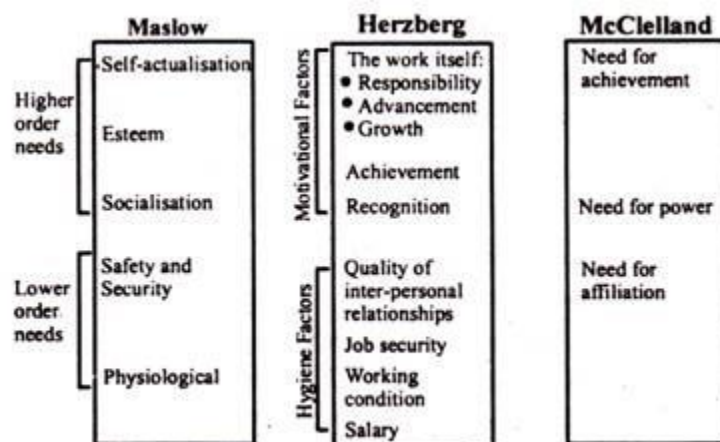 Maslow
Higher
order
needs
Self-actualisation
Esteem
Socialisation
Lower
order
needs
Safety and
Security
Physiological
Herzberg
Motivational Factors
The work itself:
• Responsibility
• Advancement
• Growth
Achievement
Recognition
Hygiene Factors
Quality of
inter-personal
relationships
Job security
Working
condition
Salary
McClelland
Need for
achievement
Need for power
Need for
affiliation